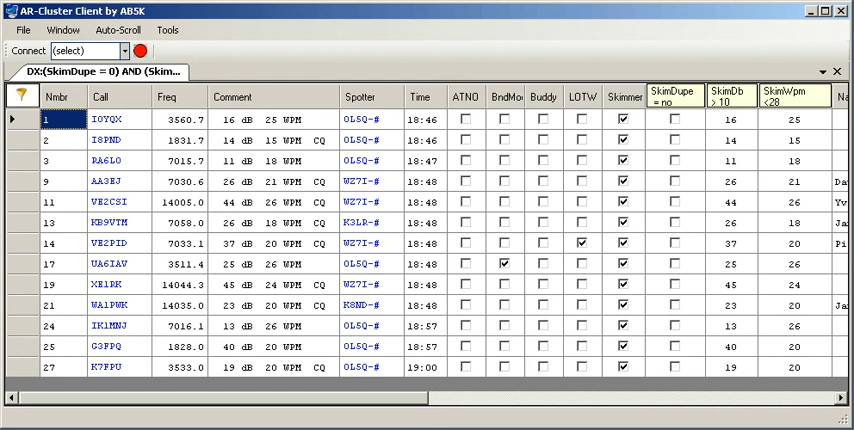 AR-Cluster Client by AB5K
File Window Auto-Scroll Tools
Connect (select)
DX:(SkimDupe = 0) AND (Skim...
Nmbr Call Freq Comment Spotter Time ATNO BndMo Buddy LOTW Skimmer SkimDupe = no SkimDb > 10 SkimWpm <28 Na
1 I0YQX 3560.7 16 dB 25 WPM OL5Q-# 18:46 16 25
2 I8PND 1831.7 14 dB 15 WPM CQ OL5Q-# 18:46 14 15
3 RA6LO 7015.7 11 dB 18 WPM OL5Q-# 18:47 11 18
9 AA3EJ 7030.6 26 dB 21 WPM CQ WZ7I-# 18:48 26 21 Da
11 VE2CSI 14005.0 44 dB 26 WPM CQ WZ7I-# 18:48 44 26 Yv
13 KB9VTM 7058.0 26 dB 18 WPM CQ K3LR-# 18:48 26 18 Ja
14 VE2PID 7033.1 37 dB 20 WPM CQ WZ7I-# 18:48 37 20 Pi
17 UA6IAV 3511.4 25 dB 26 WPM OL5Q-# 18:48 25 26
19 XE1RK 14044.3 45 dB 24 WPM CQ WZ7I-# 18:48 45 24
21 WA1PWK 14035.0 23 dB 20 WPM CQ K8ND-# 18:48 23 20 Ja
24 IK1MNJ 7016.1 13 dB 26 WPM OL5Q-# 18:57 13 26
25 G3FPQ 1828.0 40 dB 20 WPM OL5Q-# 18:57 40 20
27 K7FPU 3533.0 19 dB 20 WPM CQ OL5Q-# 19:00 19 20